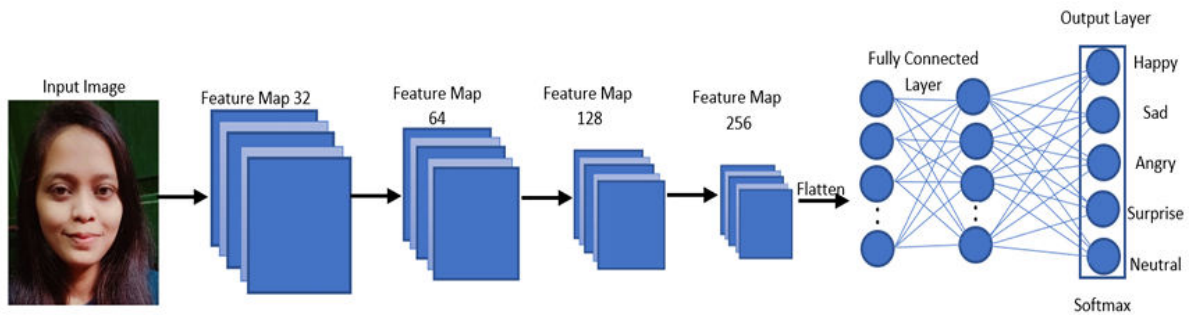 Input Image
Feature Map 32
Feature Map
64
Feature Map
128
Feature Map
256
Flatten
Fully Connected
Layer
Output Layer
Happy
Sad
Angry
Surprise
Neutral
Softmax